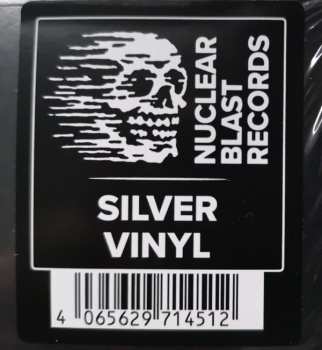 NUCLEAR
BLAST
RECORDS
SILVER
VINYL
4 065629 714512